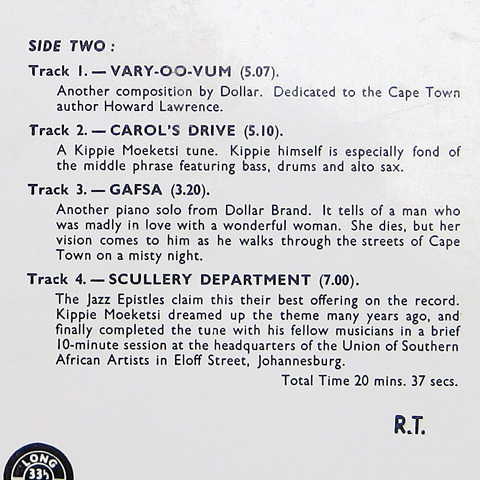 SIDE TWO :
Track 1. — VARY-OO-VUM (5.07).
Another composition by Dollar. Dedicated to the Cape Town
author Howard Lawrence.
Track 2. — CAROL'S DRIVE (5.10).
A Kippie Moeketsi tune. Kippie himself is especially fond of
the middle phrase featuring bass, drums and alto sax.
Track 3. — GAFSA (3.20).
Another piano solo from Dollar Brand. It tells of a man who
was madly in love with a wonderful woman. She dies, but her
vision comes to him as he walks through the streets of Cape
Town on a misty night.
Track 4. — SCULLERY DEPARTMENT (7.00).
The Jazz Epistles claim this their best offering on the record.
Kippie Moeketsi dreamed up the theme many years ago, and
finally completed the tune with his fellow musicians in a brief
10-minute session at the headquarters of the Union of Southern
African Artists in Eloff Street, Johannesburg.
Total Time 20 mins. 37 secs.
R.T.
LONG
33⅓